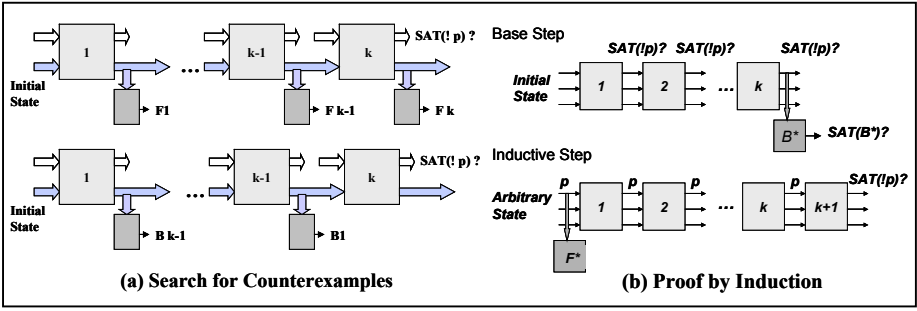 1 k-1 k SAT(! p) ?
Initial
State
...
F1 F k-1 F k
1 k-1 k SAT(! p) ?
Initial
State
...
B k-1 B1
(a) Search for Counterexamples
Base Step
SAT(!p)? SAT(!p)? SAT(!p)?
Initial
State
1 2 ... k
B* SAT(B*)?
Inductive Step
p p p p SAT(!p)?
Arbitrary
State
1 2 ... k k+1
F*
(b) Proof by Induction